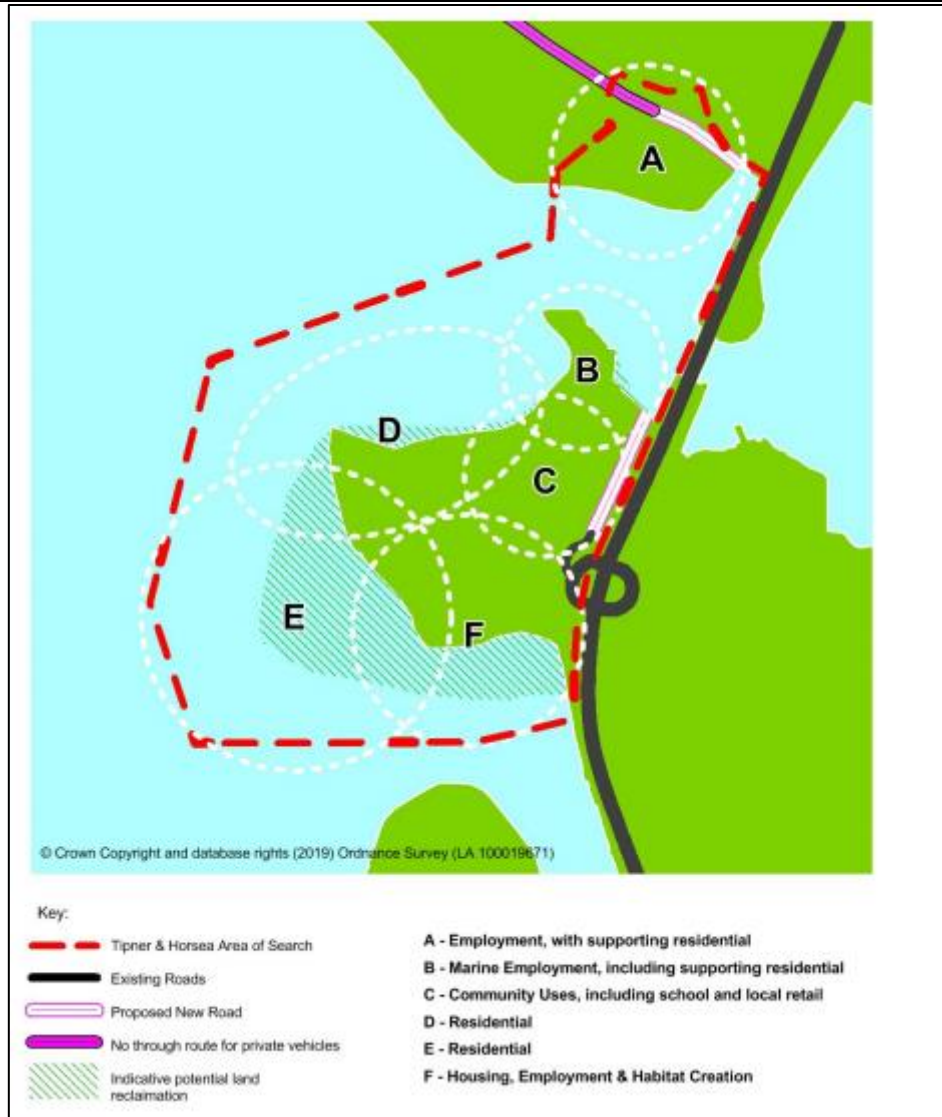 A
B
D
C
E
F
© Crown Copyright and database rights (2019) Ordnance Survey (LA 100019671)
Key:
Tipner & Horsea Area of Search
Existing Roads
Proposed New Road
No through route for private vehicles
Indicative potential land
reclamation
A - Employment, with supporting residential
B - Marine Employment, including supporting residential
C - Community Uses, including school and local retail
D - Residential
E - Residential
F - Housing, Employment & Habitat Creation